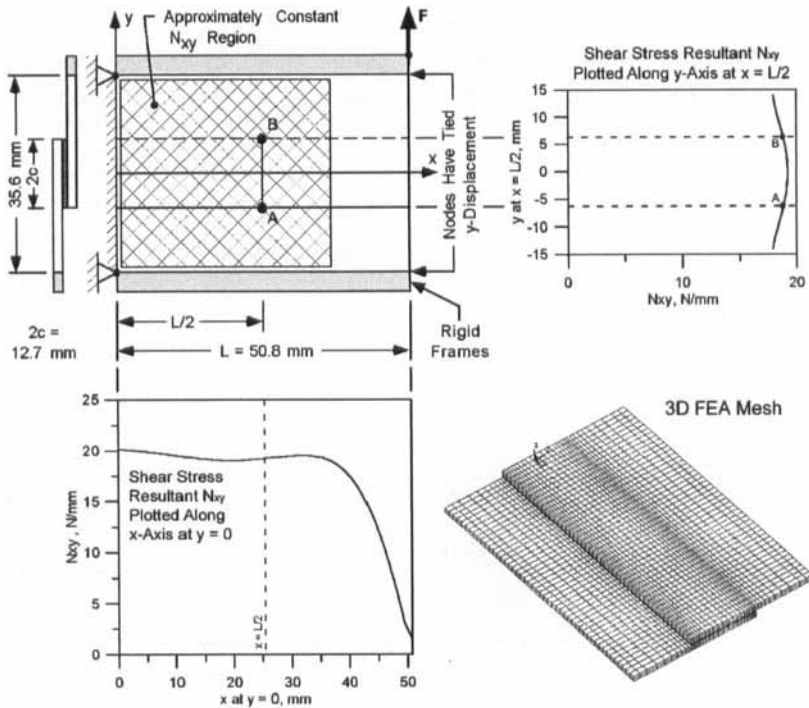 y
Approximately Constant
Nxy Region
F
35.6 mm
2c
B
x
A
Nodes Have Tied
y-Displacement
L/2
Rigid
Frames
2c =
12.7 mm
L = 50.8 mm
Shear Stress Resultant Nxy
Plotted Along y-Axis at x = L/2
y at x = L/2, mm
15
10
5
0
-5
-10
-15
B
A
0
10
20
Nxy, N/mm
25
20
15
10
5
0
Nxy , N/mm
Shear Stress
Resultant Nxy
Plotted Along
x-Axis at y = 0
x = L/2
0
10
20
30
40
50
x at y = 0, mm
3D FEA Mesh